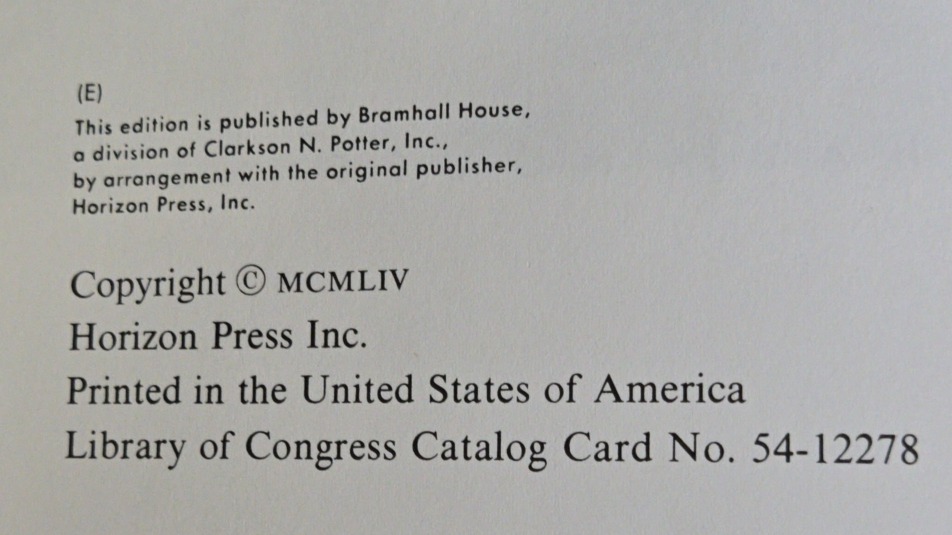 (E)
This edition is published by Bramhall House,
a division of Clarkson N. Potter, Inc.,
by arrangement with the original publisher,
Horizon Press, Inc.
Copyright © MCMLIV
Horizon Press Inc.
Printed in the United States of America
Library of Congress Catalog Card No. 54-12278